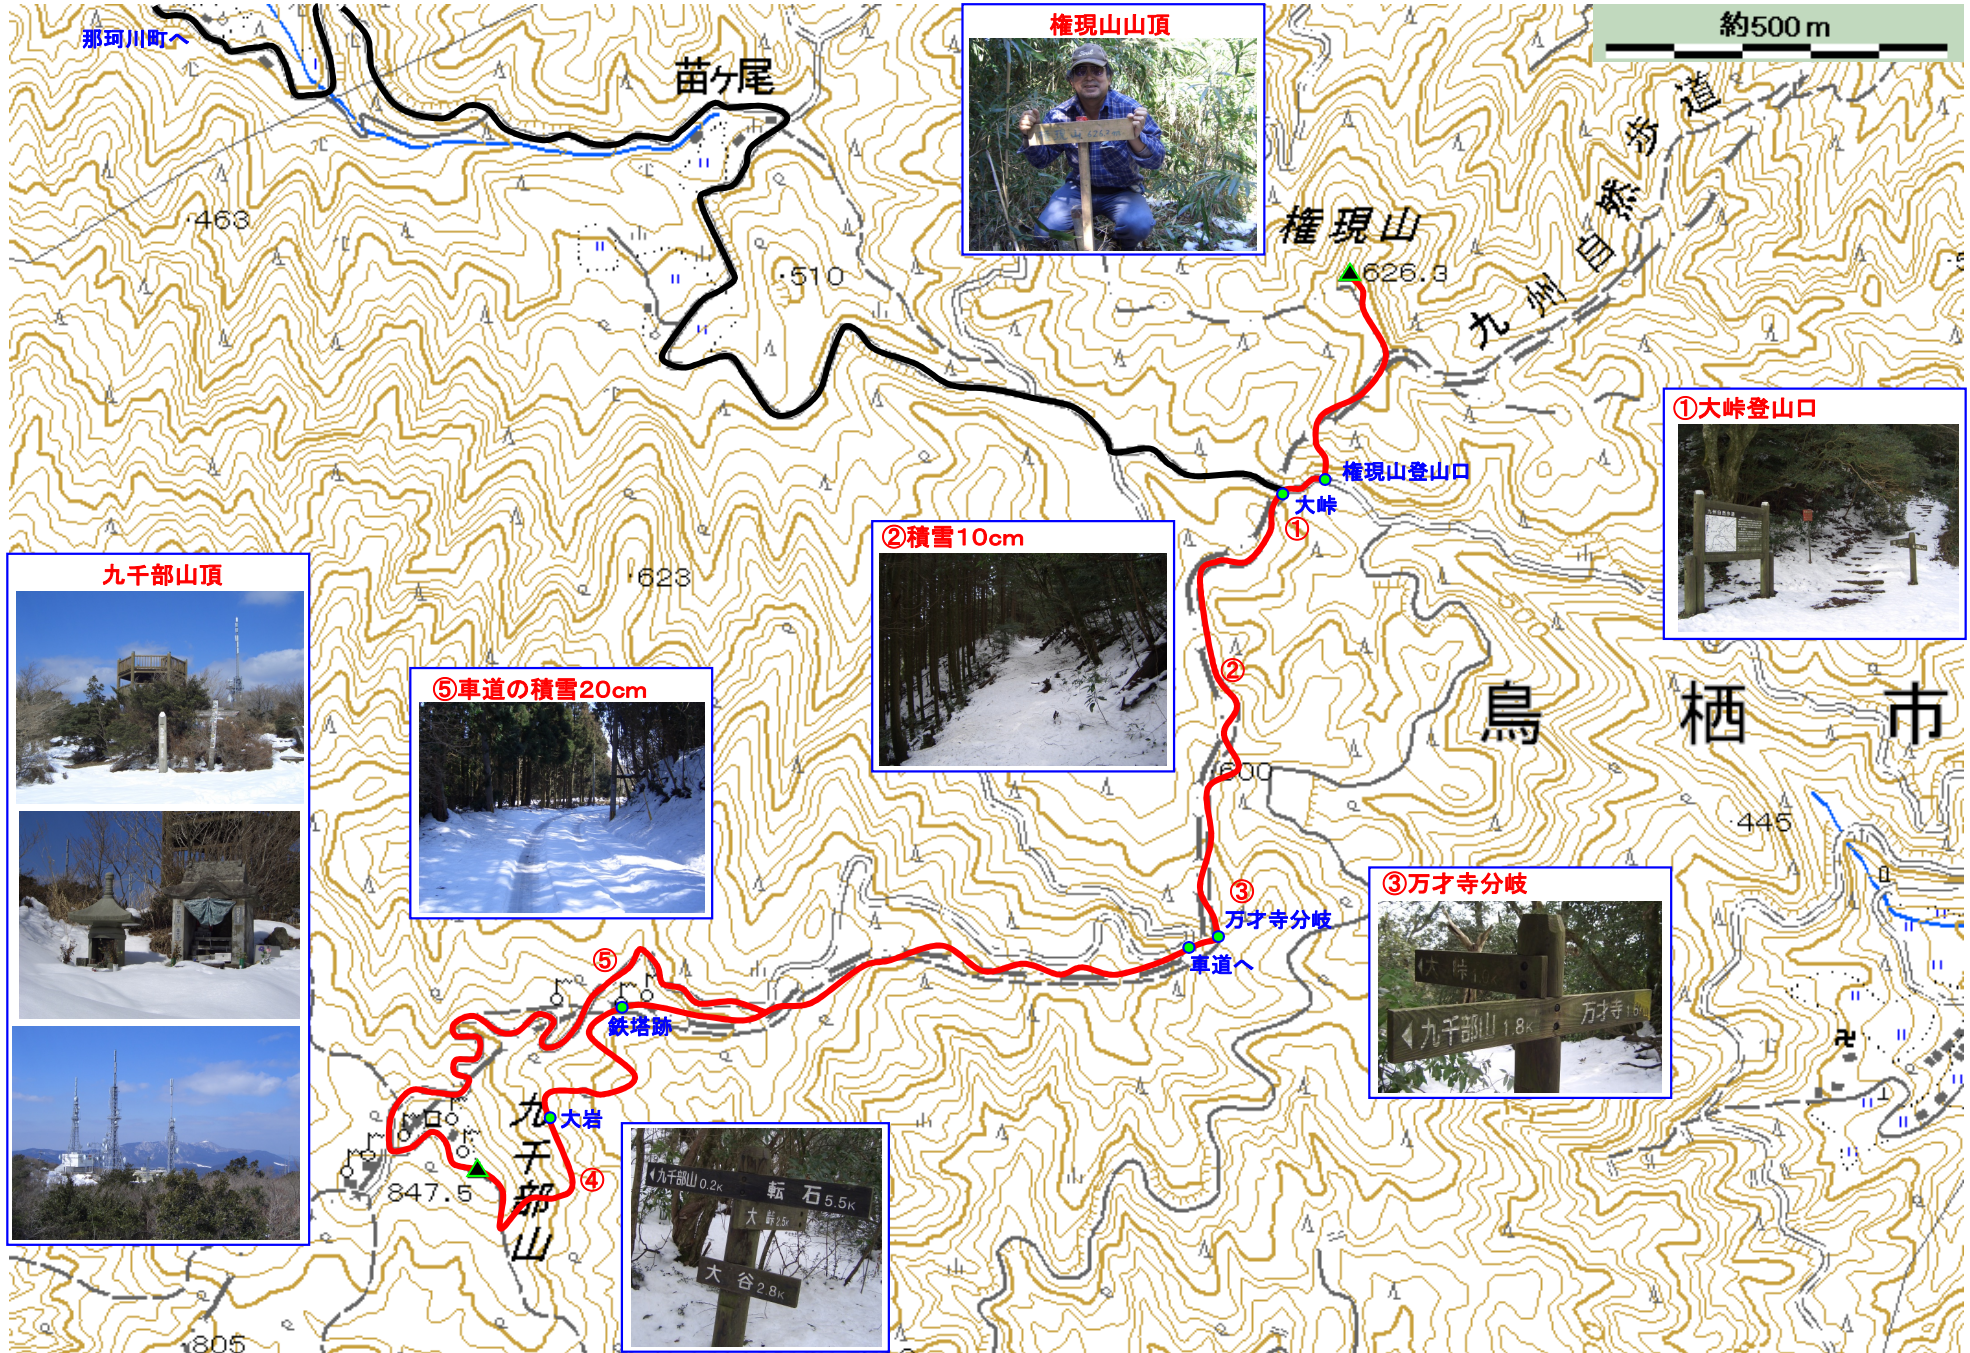 那珂川町へ
苗ヶ尾
権現山山頂
約500m
九州自然歩道
・463
・510
権現山
626.3
①大峠登山口
権現山登山口
大峠
①
②積雪10cm
・623
九千部山頂
⑤車道の積雪20cm
②
鳥栖市
600
・445
③
万才寺分岐
車道へ
③万才寺分岐
大峠
九千部山 1.8K
万才寺
⑤
鉄塔跡
大岩
九千部山
④
847.5
九千部山 0.2K
転石 5.5K
大峠 2.5K
大谷 2.8K
805